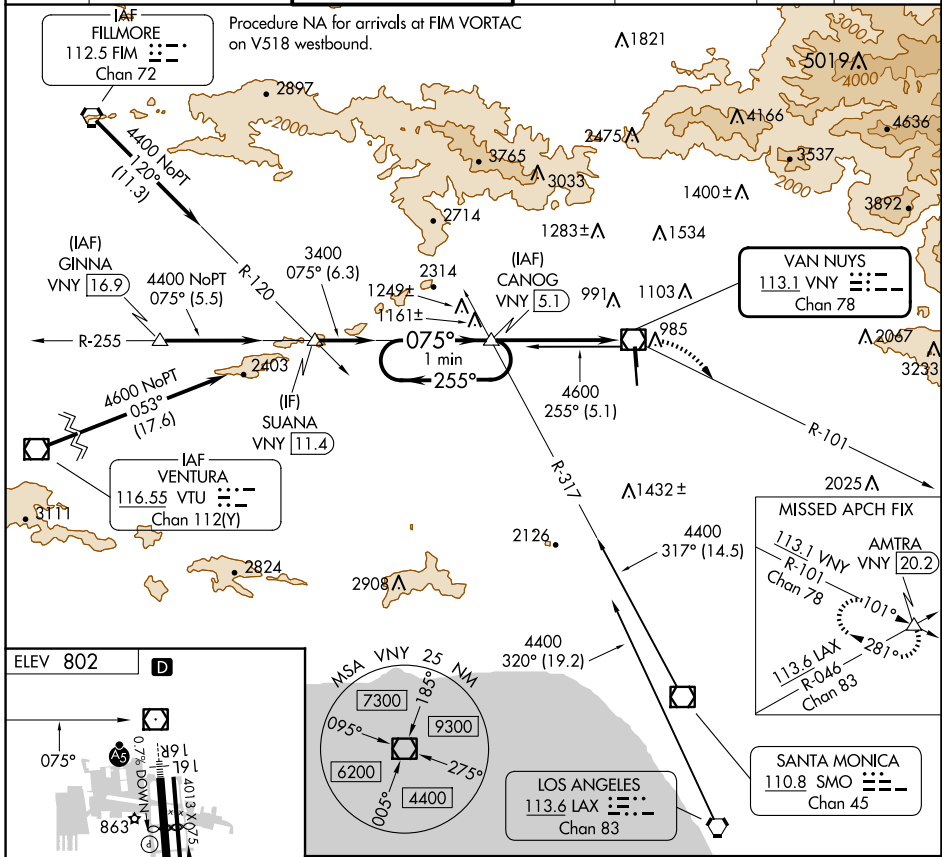 IAF
FILLMORE
112.5 FIM
Chan 72
Procedure NA for arrivals at FIM VORTAC
on V518 westbound.
1821
3000
5019
4000
2897
2000
4166
4636
2475
3537
2000
3765
3033
4400 NoPT
120°
(11.3)
1400±
3892
2714
1283±
1534
(IAF)
GINNA
VNY 16.9
4400 NoPT
075° (5.5)
R-120
3400
075° (6.3)
2314
(IAF)
CANOG
VNY 5.1
VAN NUYS
113.1 VNY
Chan 78
1249±
1161±
991
1103
R-255
075°
1 min
255°
985
2067
3233
4600
255° (5.1)
2403
4600 NoPT
053°
(17.6)
(IF)
SUANA
VNY 11.4
R-101
R-317
IAF
VENTURA
116.55 VTU
Chan 112(Y)
3111
1432±
2025
2126
4400
317° (14.5)
2824
2908
MISSED APCH FIX
113.1 VNY
R-101
Chan 78
AMTRA
VNY 20.2
101°
281°
113.6 LAX
R-046
Chan 83
4400
320° (19.2)
ELEV 802
D
MSA VNY 25 NM
7300
185°
095°
9300
6200
275°
005°
4400
075°
A5
0.7% DOWN
16R
16L
4013 X 75
863
P
LOS ANGELES
113.6 LAX
Chan 83
SANTA MONICA
110.8 SMO
Chan 45